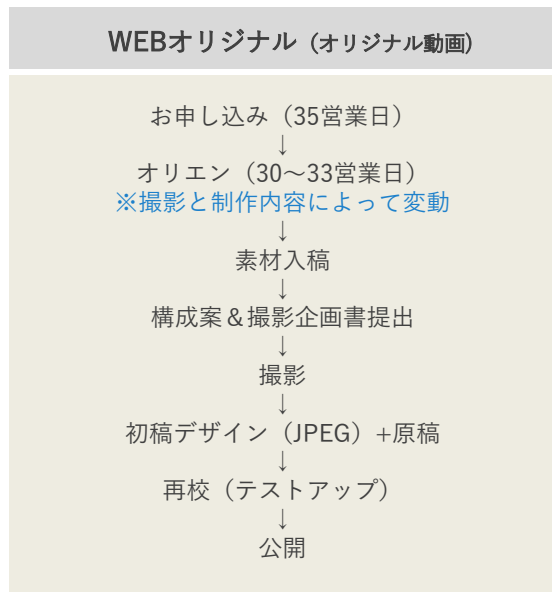 WEBオリジナル（オリジナル動画）
お申し込み（35営業日）
↓
オリエン（30〜33営業日）
※撮影と制作内容によって変動
↓
素材入稿
↓
構成案＆撮影企画書提出
↓
撮影
↓
初稿デザイン（JPEG）+原稿
↓
再校（テストアップ）
↓
公開